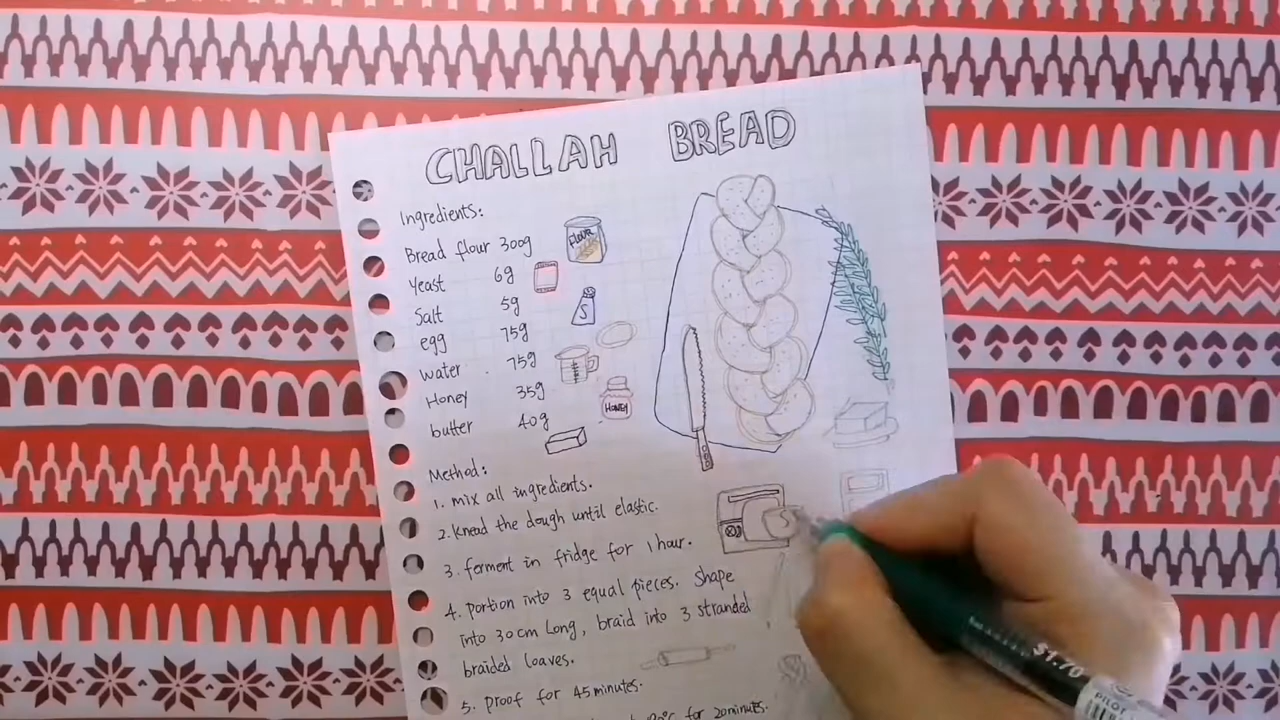 CHALLAH BREAD
Ingredients:
Bread flour 300g
Yeast 6g
Salt 5g
egg 75g
water 75g
Honey 35g
butter 40g
FLOUR
S
HONEY
Method:
1. mix all ingredients.
2. Knead the dough until elastic.
3. ferment in fridge for 1 hour.
4. portion into 3 equal pieces. Shape
into 30cm Long, braid into 3 stranded
braided loaves.
5. proof for 45 minutes.
for 20minutes.
$1.70
PILOT